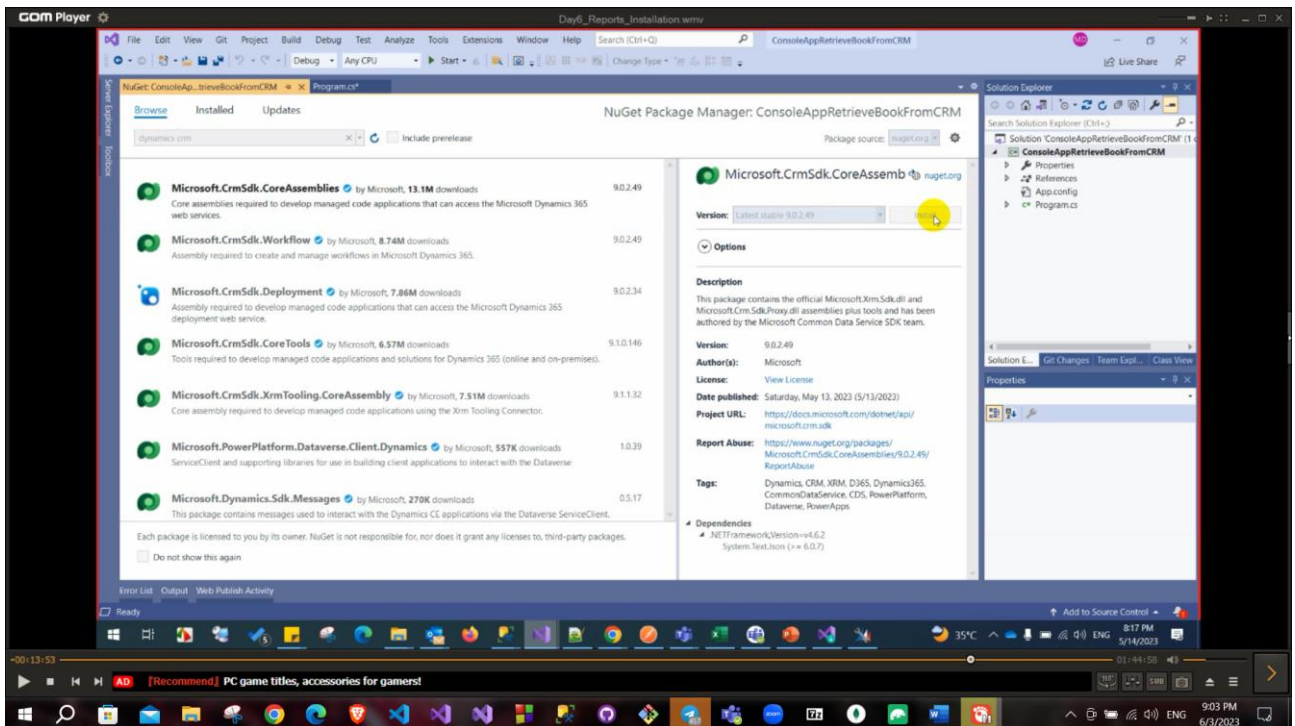 GOM Player
Day6_Reports_Installation.wmv
File Edit View Git Project Build Debug Test Analyze Tools Extensions Window Help Search (Ctrl+Q) ConsoleAppRetrieveBookFromCRM MD
Debug Any CPU Start Change Type Live Share
Server Explorer
Toolbox
NuGet: ConsoleAp...trieveBookFromCRM Program.cs*
Browse Installed Updates
NuGet Package Manager: ConsoleAppRetrieveBookFromCRM
dynamics crm
Include prerelease
Package source: nuget.org
Microsoft.CrmSdk.CoreAssemblies by Microsoft, 13.1M downloads 9.0.2.49
Core assemblies required to develop managed code applications that can access the Microsoft Dynamics 365
web services.
Microsoft.CrmSdk.Workflow by Microsoft, 8.74M downloads 9.0.2.49
Assembly required to create and manage workflows in Microsoft Dynamics 365.
Microsoft.CrmSdk.Deployment by Microsoft, 7.86M downloads 9.0.2.34
Assembly required to develop managed code applications that can access the Microsoft Dynamics 365
deployment web service.
Microsoft.CrmSdk.CoreTools by Microsoft, 6.57M downloads 9.1.0.146
Tools required to develop managed code applications and solutions for Dynamics 365 (online and on-premises).
Microsoft.CrmSdk.XrmTooling.CoreAssembly by Microsoft, 7.51M downloads 9.1.1.32
Core assembly required to develop managed code applications using the Xrm Tooling Connector.
Microsoft.PowerPlatform.Dataverse.Client.Dynamics by Microsoft, 557K downloads 1.0.39
ServiceClient and supporting libraries for use in building client applications to interact with the Dataverse
Microsoft.Dynamics.Sdk.Messages by Microsoft, 270K downloads 0.5.17
This package contains messages used to interact with the Dynamics CE applications via the Dataverse ServiceClient.
Each package is licensed to you by its owner. NuGet is not responsible for, nor does it grant any licenses to, third-party packages.
Do not show this again
Microsoft.CrmSdk.CoreAssemb nuget.org
Version: Latest stable 9.0.2.49 Install
Options
Description
This package contains the official Microsoft.Xrm.Sdk.dll and
Microsoft.Crm.Sdk.Proxy.dll assemblies plus tools and has been
authored by the Microsoft Common Data Service SDK team.
Version: 9.0.2.49
Author(s): Microsoft
License: View License
Date published: Saturday, May 13, 2023 (5/13/2023)
Project URL: https://docs.microsoft.com/dotnet/api/
microsoft.crm.sdk
Report Abuse: https://www.nuget.org/packages/
Microsoft.CrmSdk.CoreAssemblies/9.0.2.49/
ReportAbuse
Tags: Dynamics, CRM, XRM, D365, Dynamics365,
CommonDataService, CDS, PowerPlatform,
Dataverse, PowerApps
Dependencies
.NETFramework,Version=v4.6.2
System.Text.Json (>= 6.0.7)
Solution Explorer
Search Solution Explorer (Ctrl+;)
Solution 'ConsoleAppRetrieveBookFromCRM' (1
ConsoleAppRetrieveBookFromCRM
Properties
References
App.config
Program.cs
Solution E... Git Changes Team Expl... Class View
Properties
Error List Output Web Publish Activity
Ready
Add to Source Control
35°C ENG 8:17 PM
5/14/2023
-00:13:53
01:44:58
AD [Recommend] PC game titles, accessories for gamers!
360° SUB
ENG 9:03 PM
6/3/2023